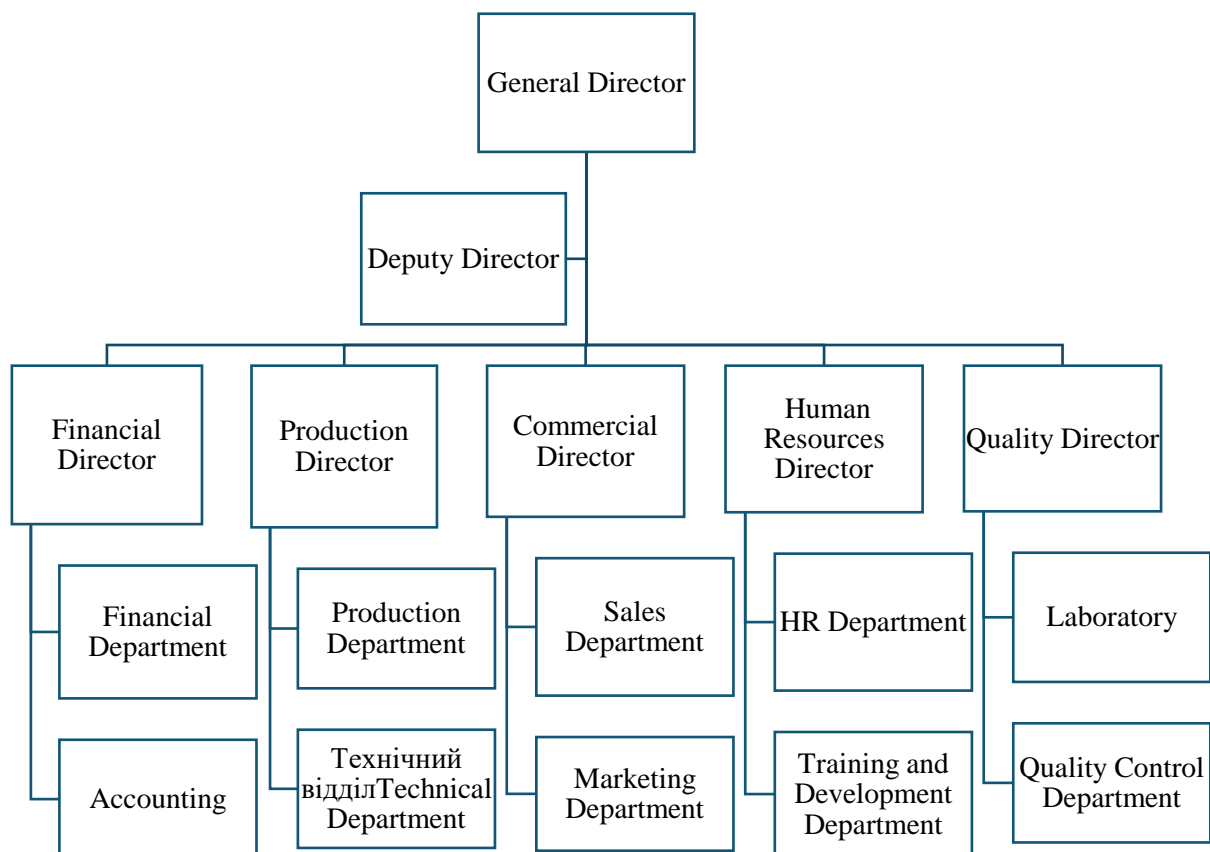 General Director
Deputy Director
Financial
Director
Production
Director
Commercial
Director
Human
Resources
Director
Quality Director
Financial
Department
Production
Department
Sales
Department
HR Department
Laboratory
Accounting
Технічний
відділTechnical
Department
Marketing
Department
Training and
Development
Department
Quality Control
Department